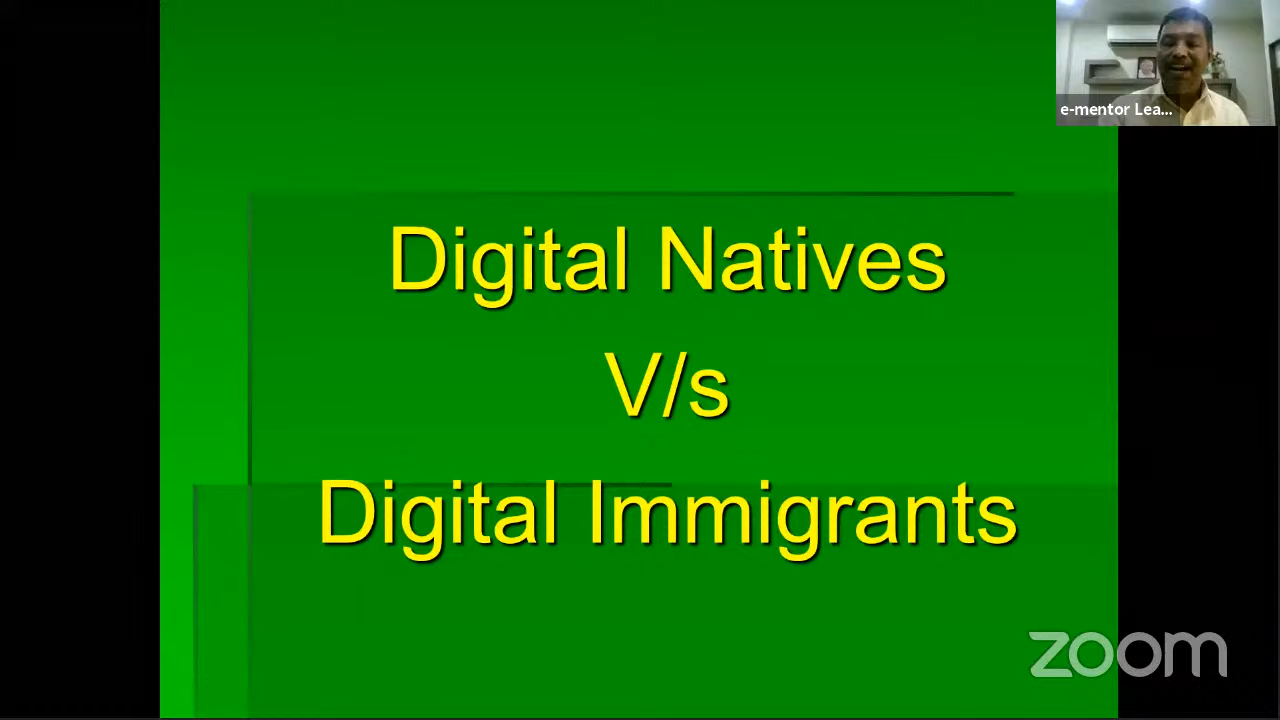 e-mentor Lea...
Digital Natives
V/s
Digital Immigrants
zoom